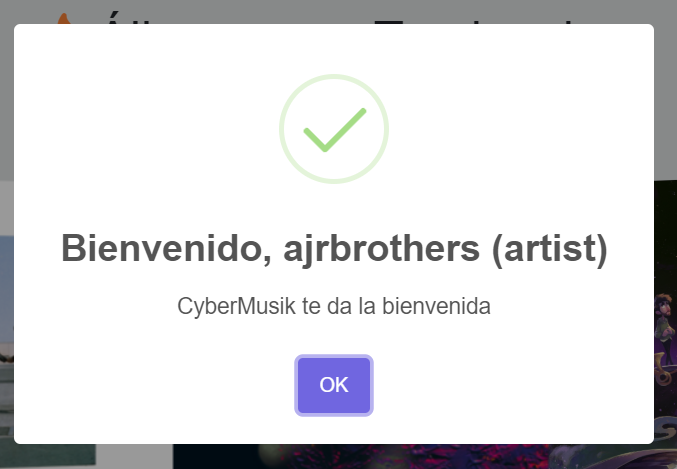 Bienvenido, ajrbrothers (artist)
CyberMusik te da la bienvenida
OK